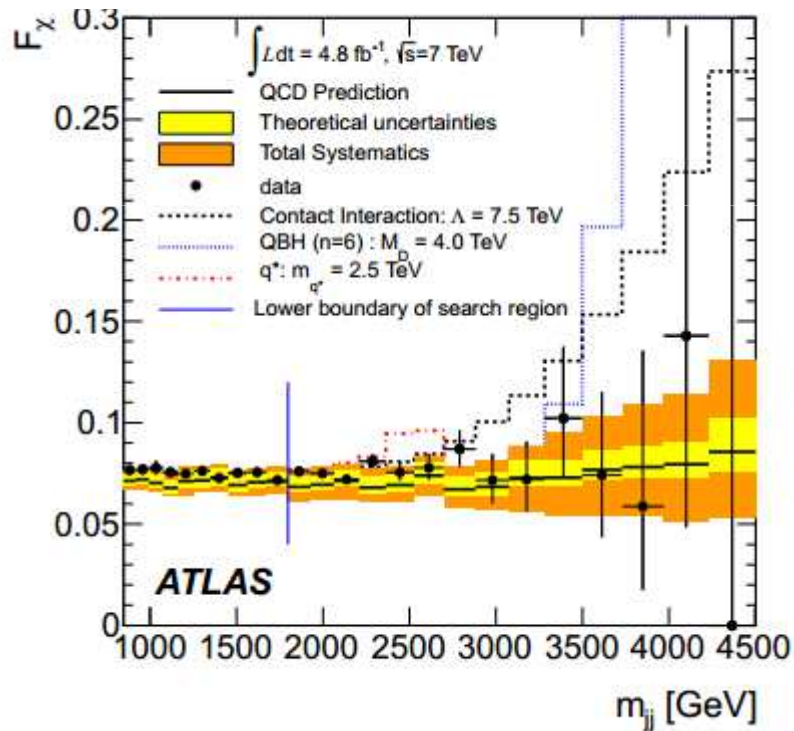 F_χ
0.3
0.25
0.2
0.15
0.1
0.05
0
∫Ldt = 4.8 fb⁻¹, √s=7 TeV
QCD Prediction
Theoretical uncertainties
Total Systematics
data
Contact Interaction: Λ = 7.5 TeV
QBH (n=6) : M_D = 4.0 TeV
q*: m_q* = 2.5 TeV
Lower boundary of search region
ATLAS
1000 1500 2000 2500 3000 3500 4000 4500
m_jj [GeV]